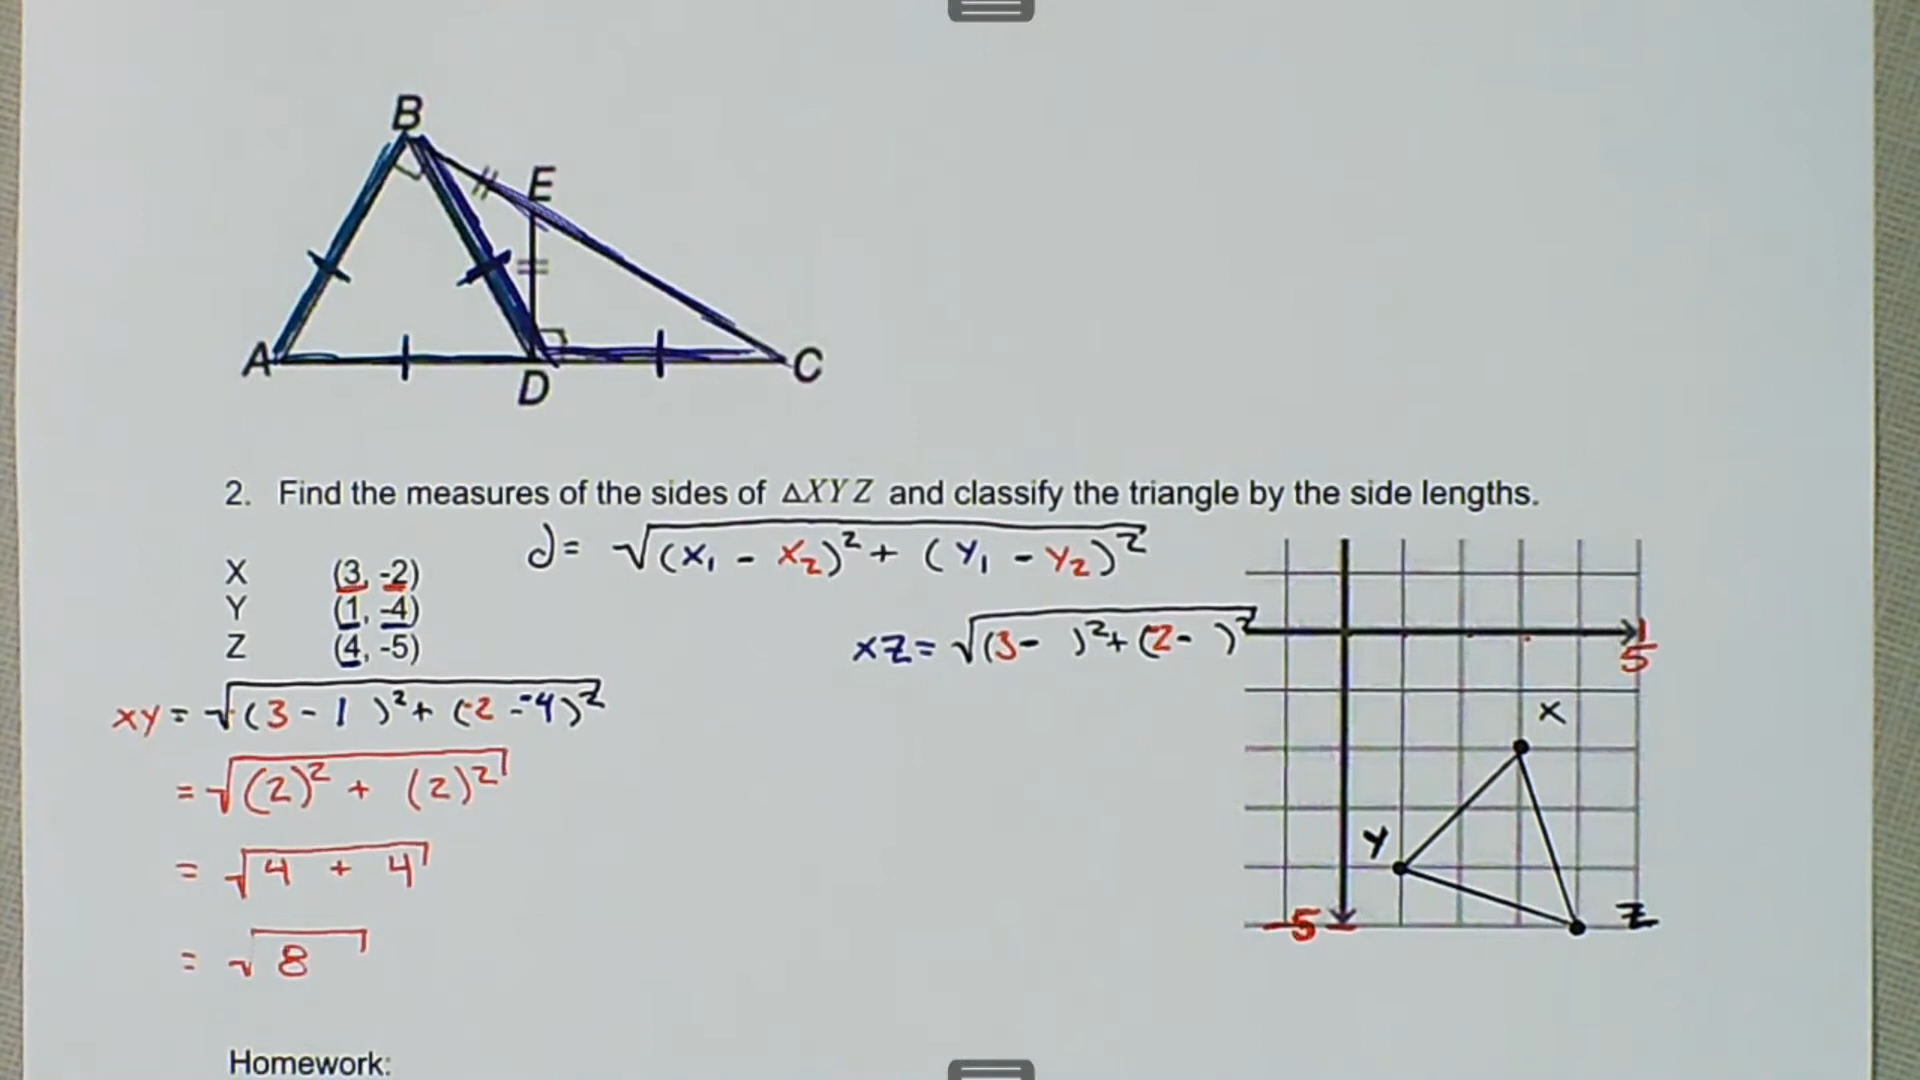 B
E
A
D
C
2. Find the measures of the sides of △XYZ and classify the triangle by the side lengths.
d = √(x₁ - x₂)² + (y₁ - y₂)²
X (3, -2)
Y (1, -4)
Z (4, -5)
XZ = √(3- )² + (2- )²
XY = √(3 - 1 )² + (-2 - -4)²
= √(2)² + (2)²
= √4 + 4
= √8
5
X
Y
-5
Z
Homework: